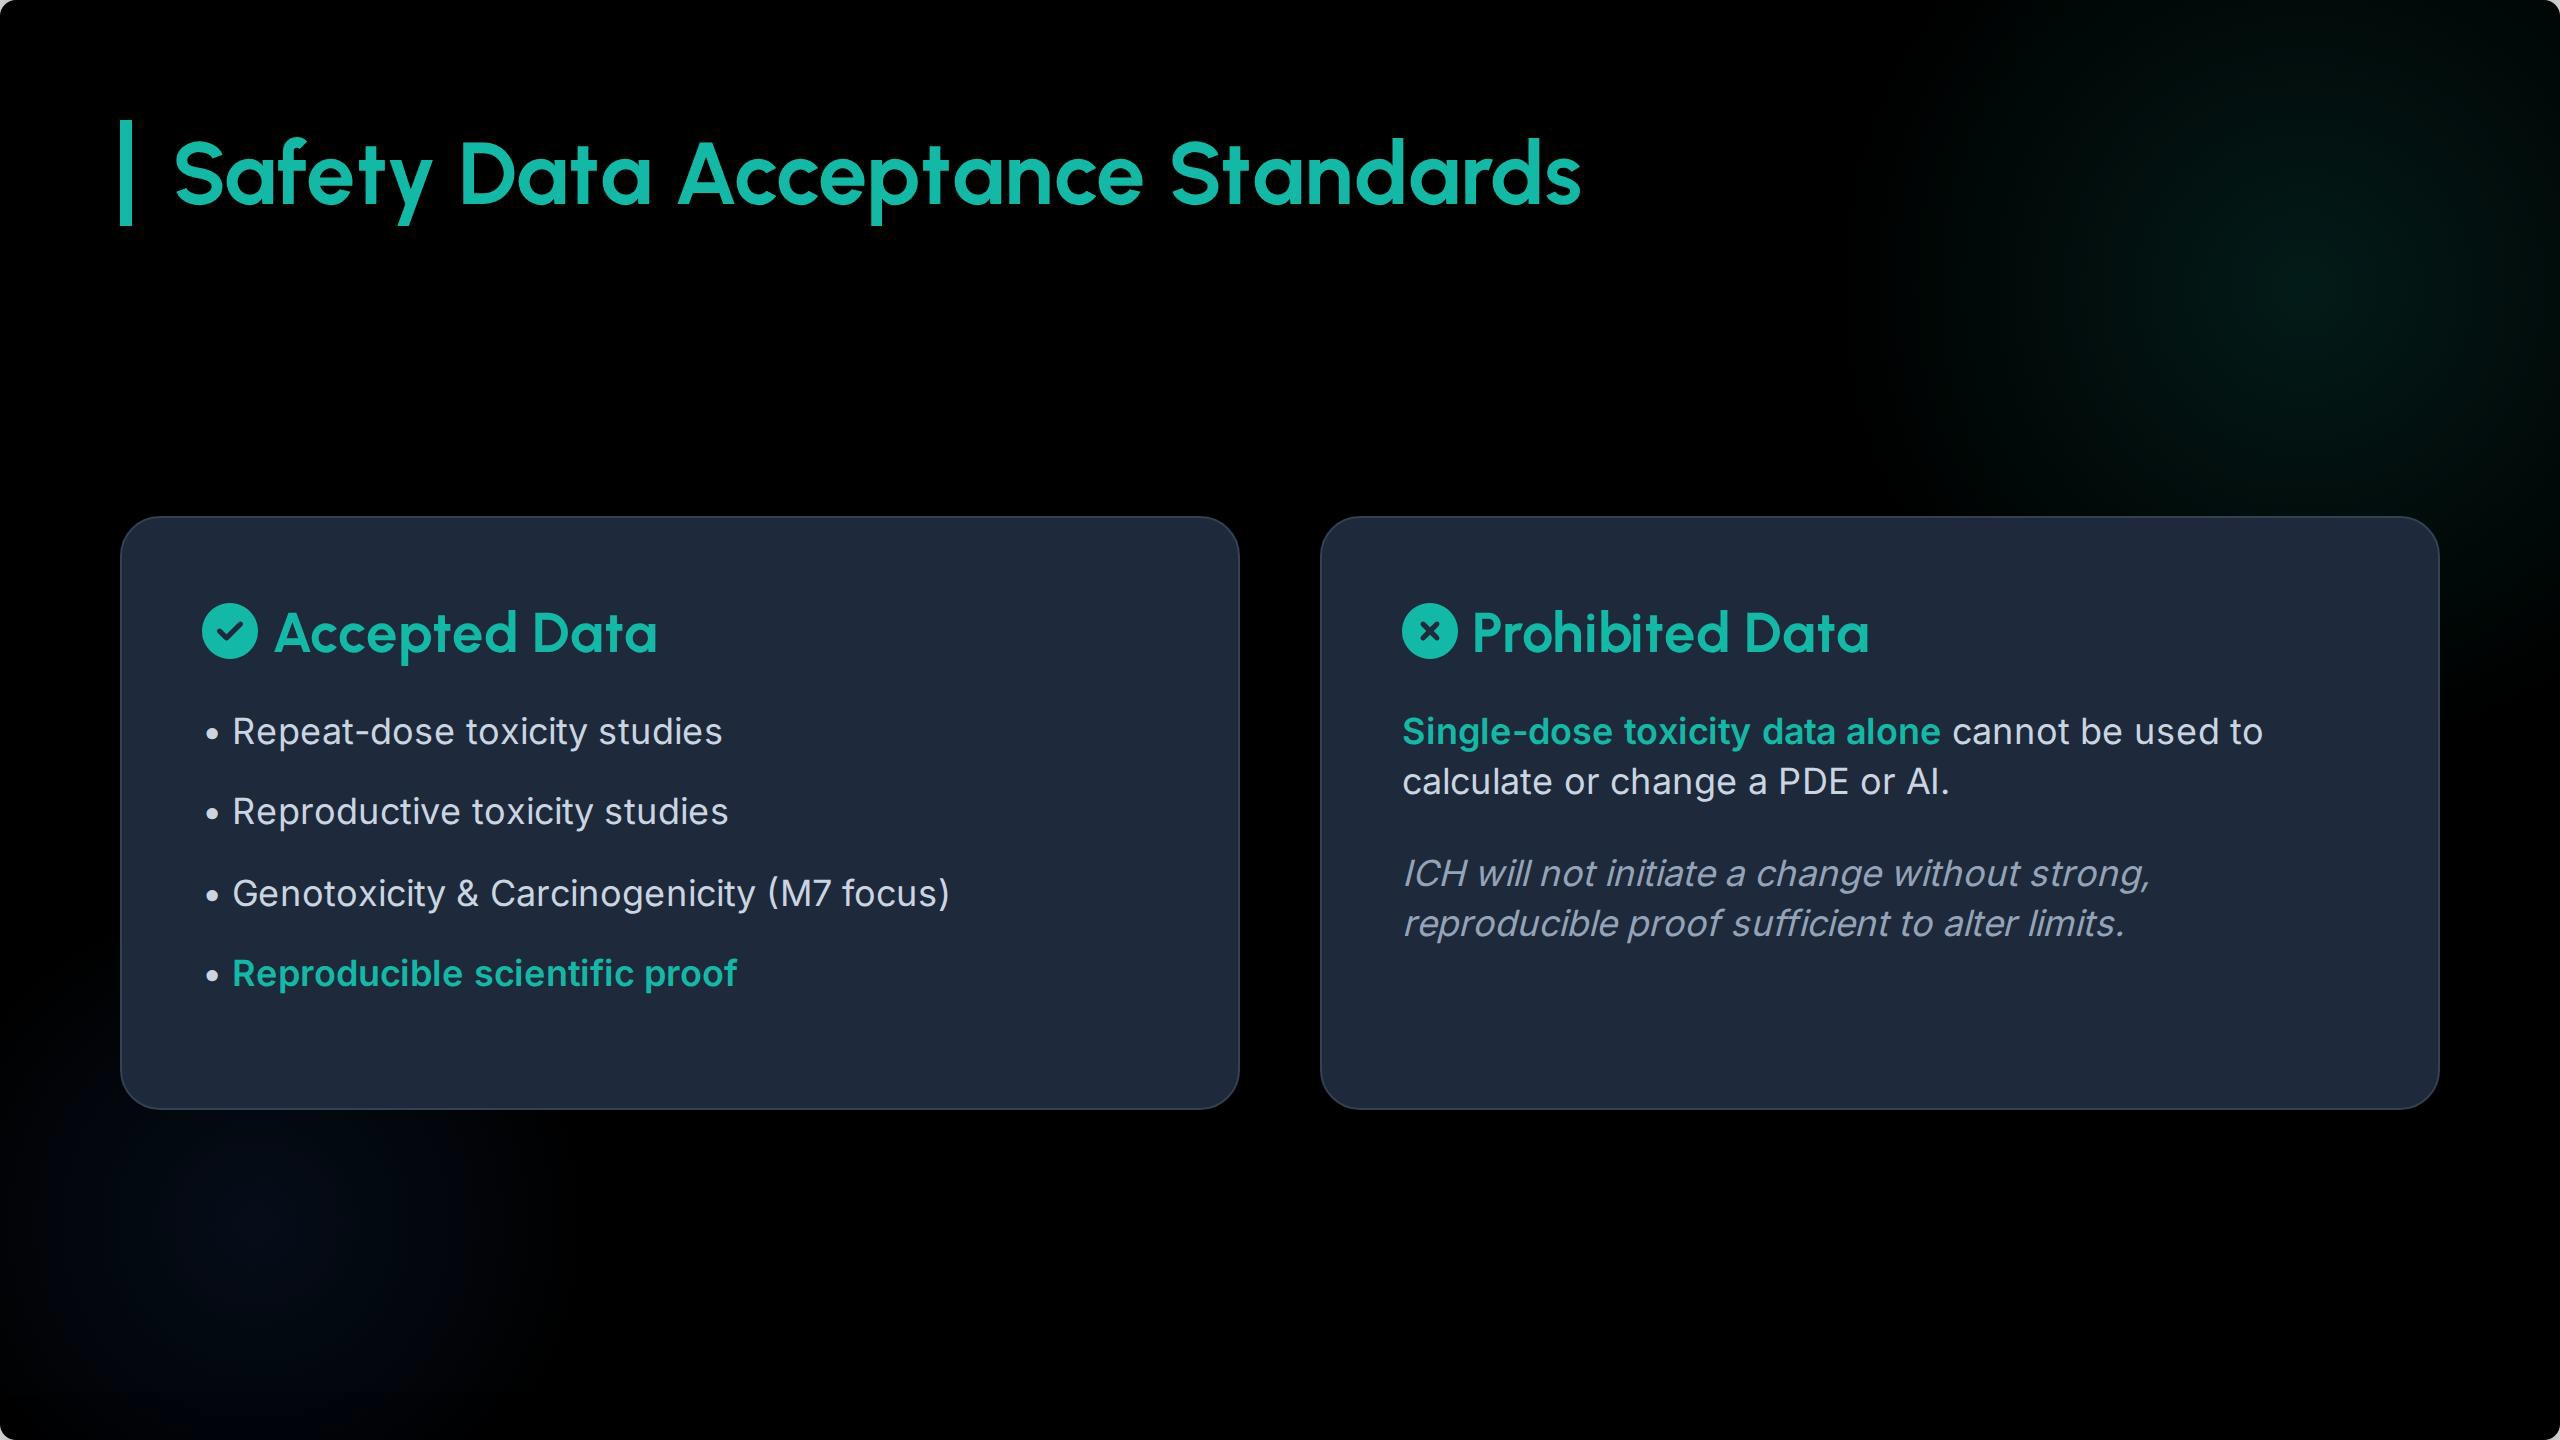 Safety Data Acceptance Standards
Accepted Data
• Repeat-dose toxicity studies
• Reproductive toxicity studies
• Genotoxicity & Carcinogenicity (M7 focus)
• Reproducible scientific proof
Prohibited Data
Single-dose toxicity data alone cannot be used to
calculate or change a PDE or AI.
ICH will not initiate a change without strong,
reproducible proof sufficient to alter limits.